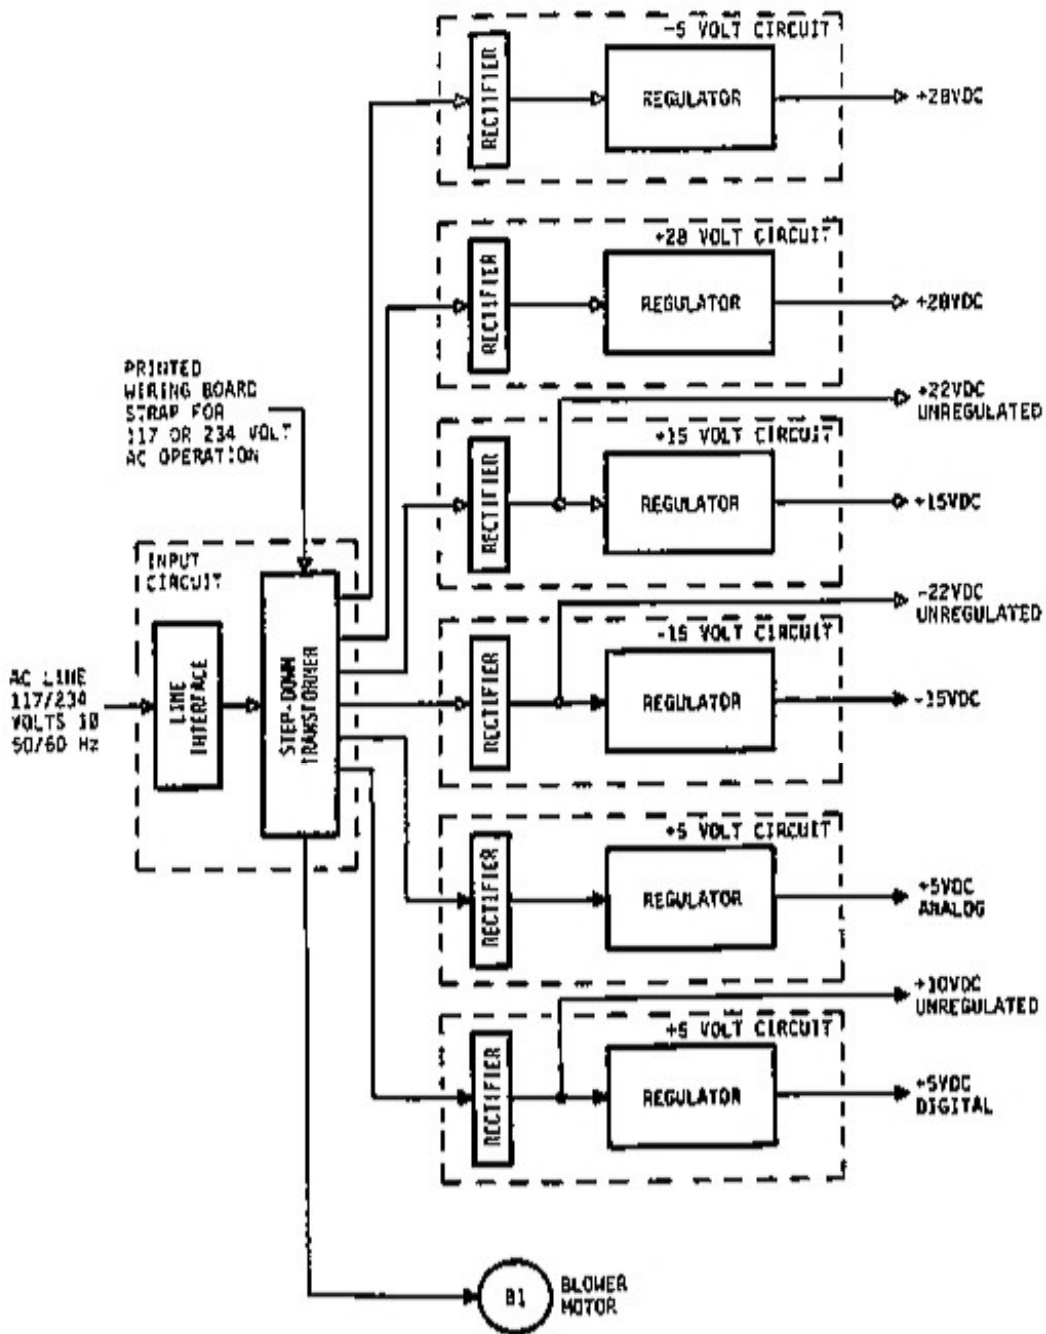 -5 VOLT CIRCUIT
RECTIFIER
REGULATOR
+28VDC
+28 VOLT CIRCUIT
RECTIFIER
REGULATOR
+28VDC
PRINTED
WIRING BOARD
STRAP FOR
117 OR 234 VOLT
AC OPERATION
+22VDC
UNREGULATED
+15 VOLT CIRCUIT
RECTIFIER
REGULATOR
+15VDC
INPUT
CIRCUIT
AC LINE
117/234
VOLTS 10
50/60 Hz
LINE
INTERFACE
STEP-DOWN
TRANSFORMER
-22VDC
UNREGULATED
-15 VOLT CIRCUIT
RECTIFIER
REGULATOR
-15VDC
+5 VOLT CIRCUIT
RECTIFIER
REGULATOR
+5VDC
ANALOG
+10VDC
UNREGULATED
+5 VOLT CIRCUIT
RECTIFIER
REGULATOR
+5VDC
DIGITAL
B1
BLOWER
MOTOR